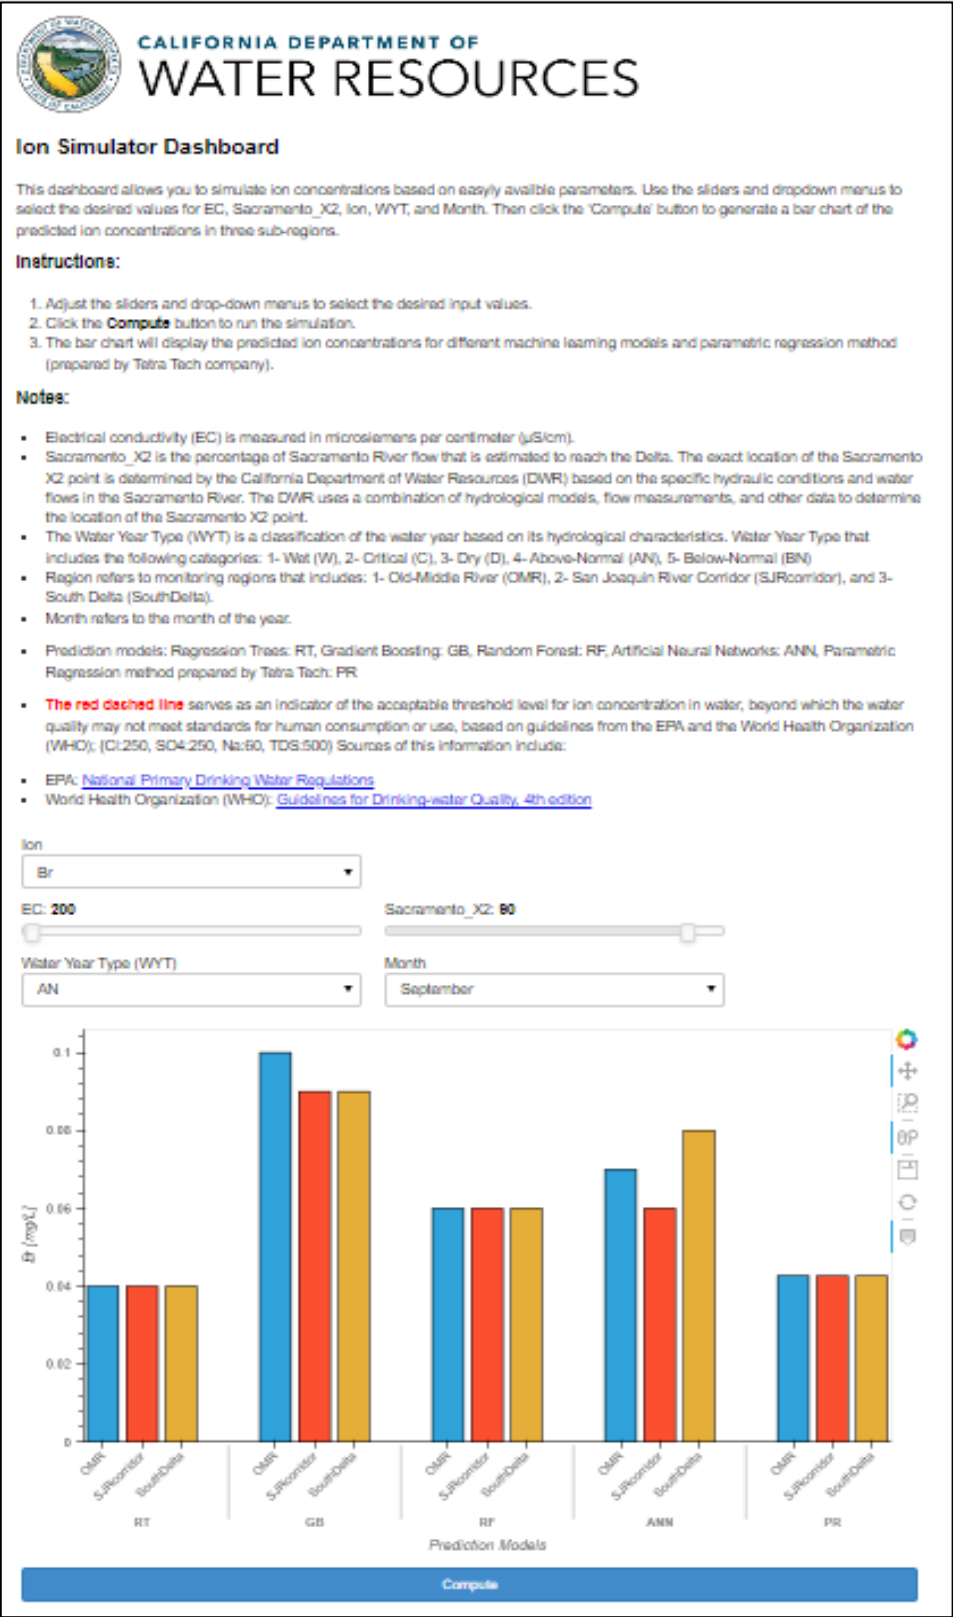 CALIFORNIA DEPARTMENT OF
WATER RESOURCES
Ion Simulator Dashboard
This dashboard allows you to simulate ion concentrations based on easyly availble parameters. Use the sliders and dropdown menus to
select the desired values for EC, Sacramento_X2, Ion, WYT, and Month. Then click the 'Compute' button to generate a bar chart of the
predicted ion concentrations in three sub-regions.
Instructions:
1. Adjust the sliders and drop-down menus to select the desired input values.
2. Click the Compute button to run the simulation.
3. The bar chart will display the predicted ion concentrations for different machine learning models and parametric regression method
(prepared by Tetra Tech company).
Notes:
▪ Electrical conductivity (EC) is measured in microsiemens per centimeter (µS/cm).
▪ Sacramento_X2 is the percentage of Sacramento River flow that is estimated to reach the Delta. The exact location of the Sacramento
X2 point is determined by the California Department of Water Resources (DWR) based on the specific hydraulic conditions and water
flows in the Sacramento River. The DWR uses a combination of hydrological models, flow measurements, and other data to determine
the location of the Sacramento X2 point.
▪ The Water Year Type (WYT) is a classification of the water year based on its hydrological characteristics. Water Year Type that
includes the following categories: 1- Wet (W), 2- Critical (C), 3- Dry (D), 4- Above-Normal (AN), 5- Below-Normal (BN)
▪ Region refers to monitoring regions that includes: 1- Old-Middle River (OMR), 2- San Joaquin River Corridor (SJRcorridor), and 3-
South Delta (SouthDelta).
▪ Month refers to the month of the year.
▪ Prediction models: Regression Trees: RT, Gradient Boosting: GB, Random Forest: RF, Artificial Neural Networks: ANN, Parametric
Regression method prepared by Tetra Tech: PR
▪ The red dashed line serves as an indicator of the acceptable threshold level for ion concentration in water, beyond which the water
quality may not meet standards for human consumption or use, based on guidelines from the EPA and the World Health Organization
(WHO); (Cl:250, SO4:250, Na:60, TDS:500) Sources of this information include:
▪ EPA: National Primary Drinking Water Regulations
▪ World Health Organization (WHO): Guidelines for Drinking-water Quality, 4th edition
Ion
Br
EC: 200 Sacramento_X2: 90
Water Year Type (WYT) Month
AN September
0.1
0.08
0.06
0.04
0.02
0
Br [mg/L]
OMR SJRcorridor SouthDelta OMR SJRcorridor SouthDelta OMR SJRcorridor SouthDelta OMR SJRcorridor SouthDelta OMR SJRcorridor SouthDelta
RT GB RF ANN PR
Prediction Models
Compute